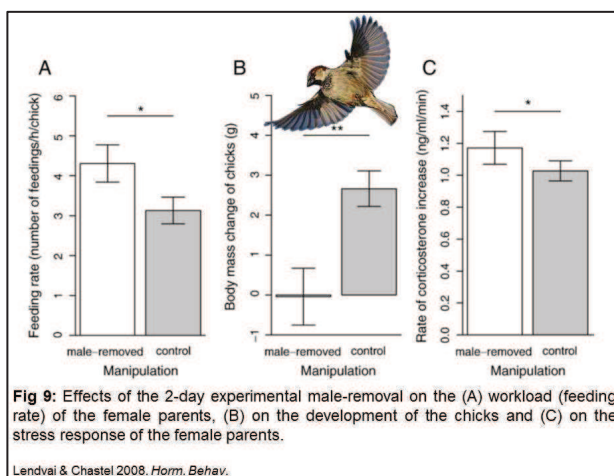 A
B
C
Feeding rate (number of feedings/h/chick)
0
1
2
3
4
5
6
*
male-removed
control
Manipulation
Body mass change of chicks (g)
-1
0
1
2
3
4
5
**
male-removed
control
Manipulation
Rate of corticosterone increase (ng/ml/min)
0.0
0.2
0.4
0.6
0.8
1.0
1.2
1.4
*
male-removed
control
Manipulation
Fig 9: Effects of the 2-day experimental male-removal on the (A) workload (feeding
rate) of the female parents, (B) on the development of the chicks and (C) on the
stress response of the female parents.
Lendvai & Chastel 2008. Horm. Behav.